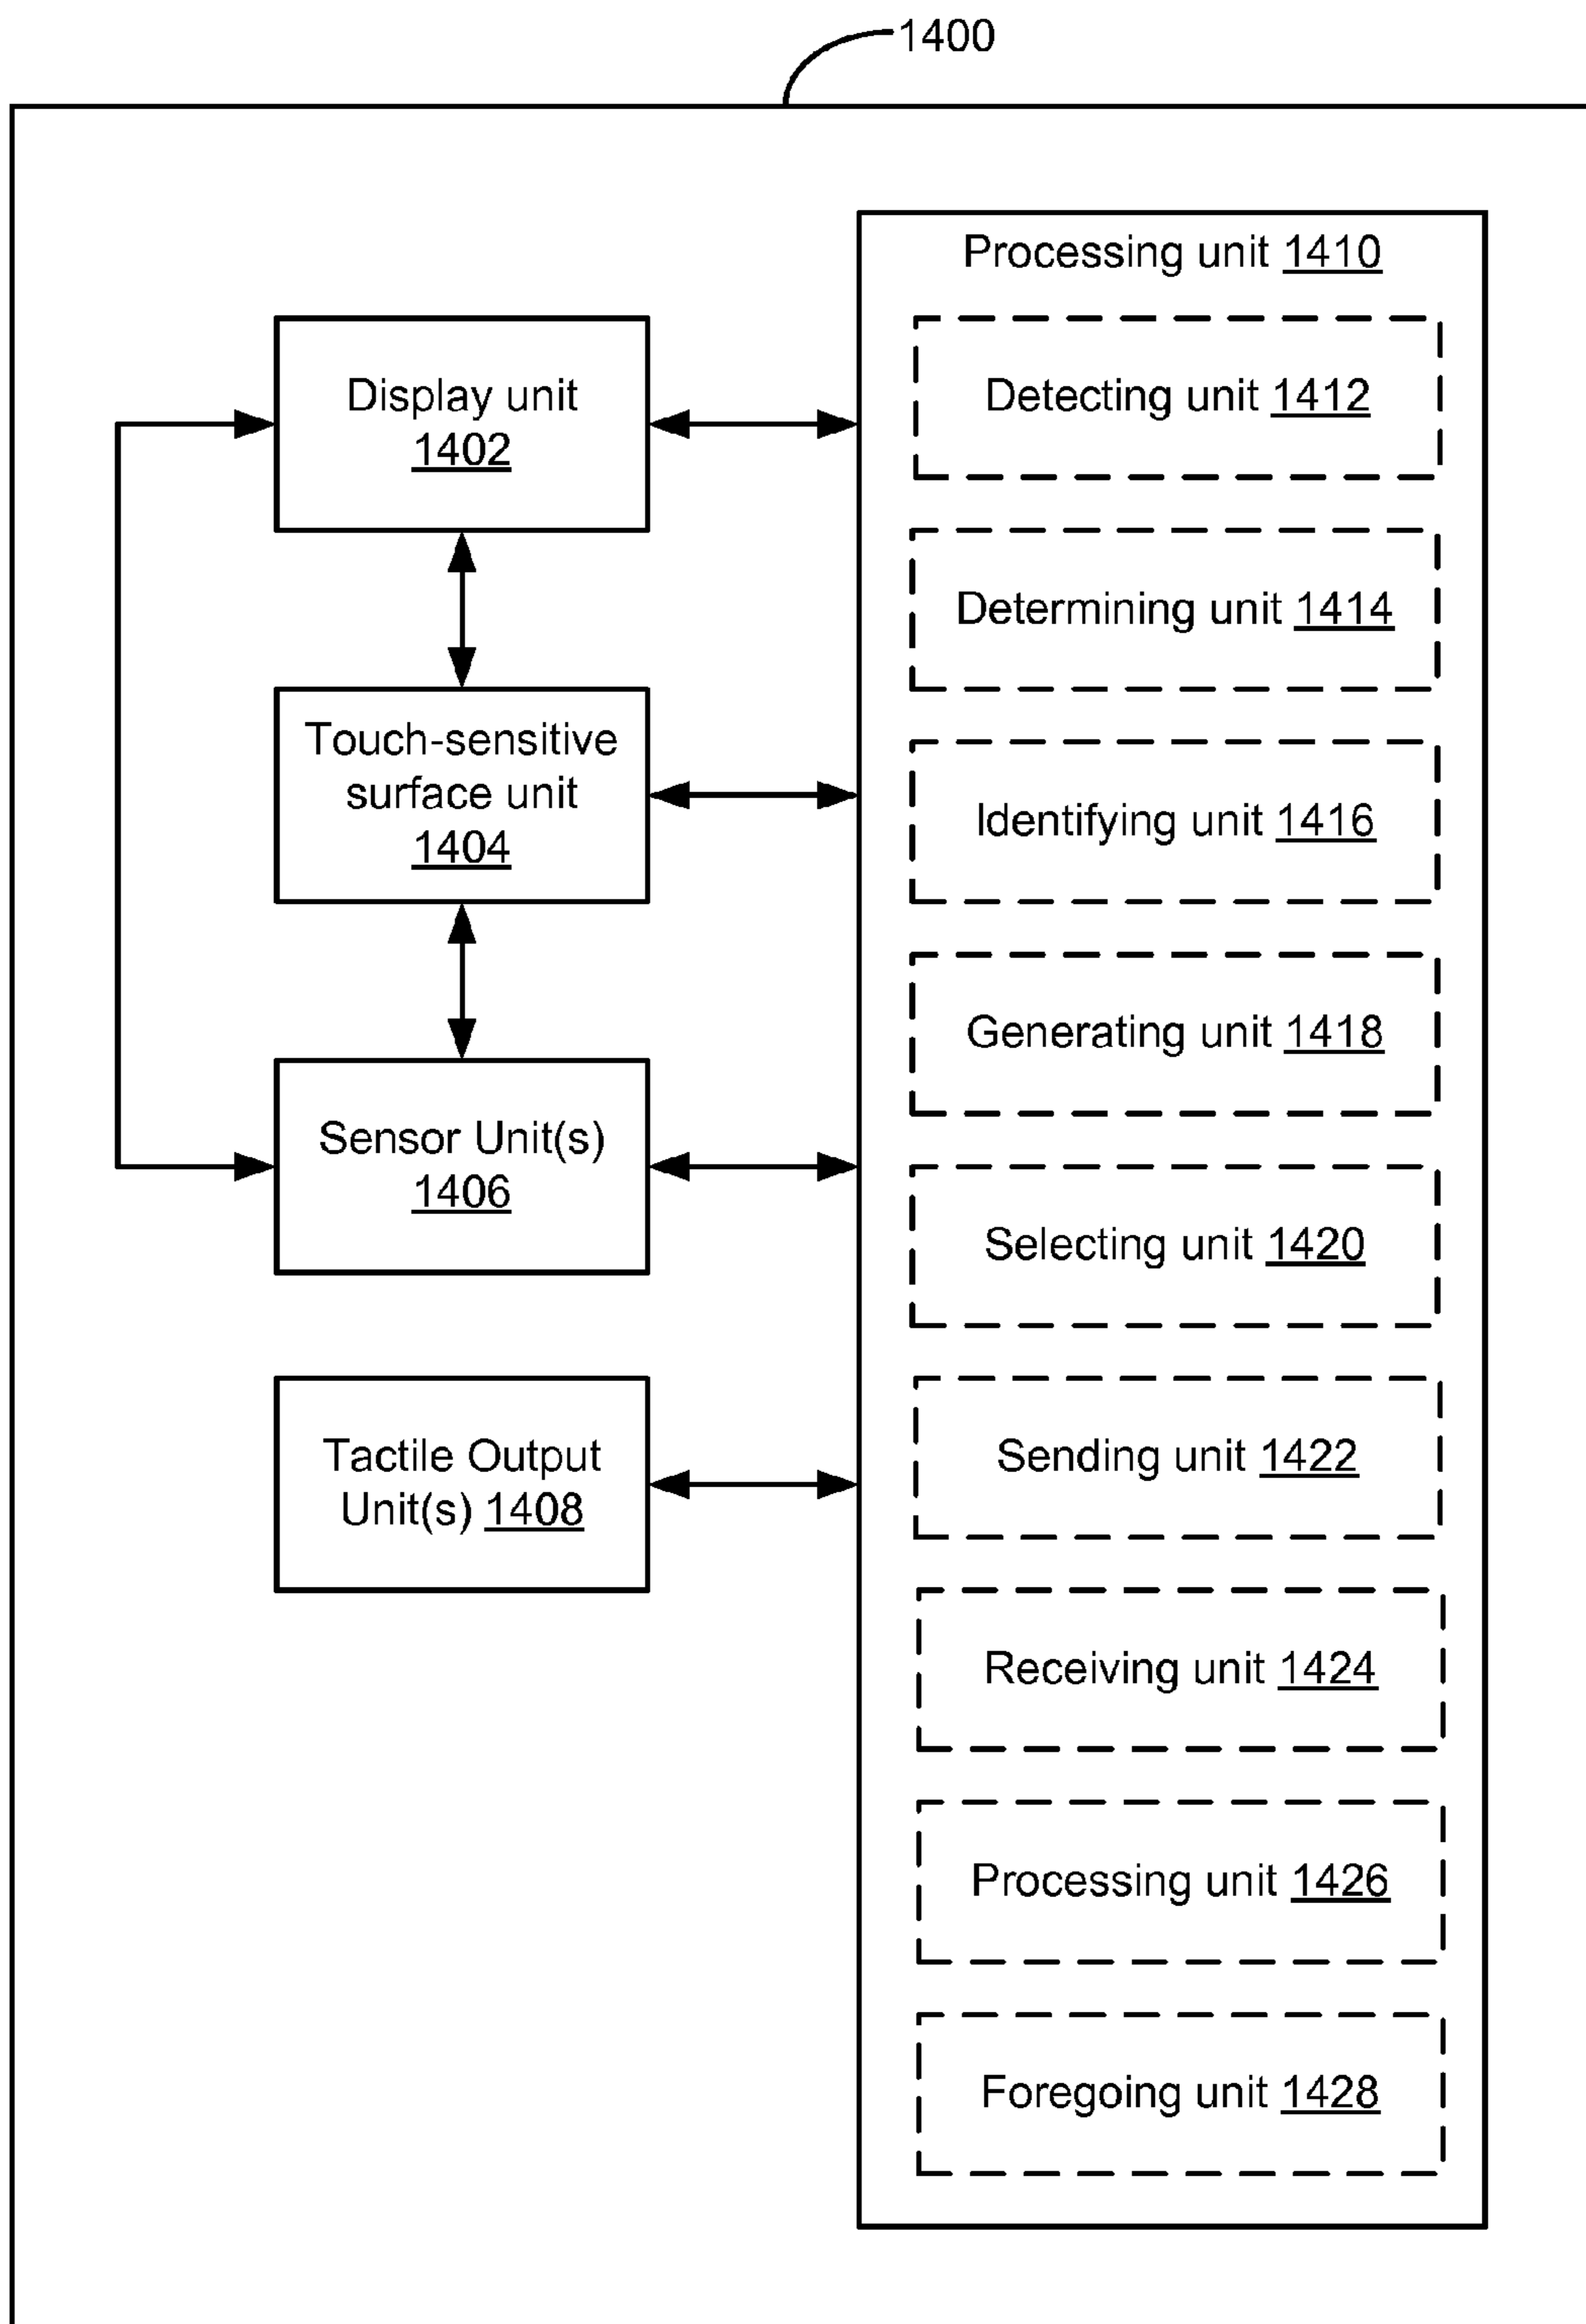 1400
Processing unit 1410
Display unit
1402
Touch-sensitive
surface unit
1404
Sensor Unit(s)
1406
Tactile Output
Unit(s) 1408
Detecting unit 1412
Determining unit 1414
Identifying unit 1416
Generating unit 1418
Selecting unit 1420
Sending unit 1422
Receiving unit 1424
Processing unit 1426
Foregoing unit 1428